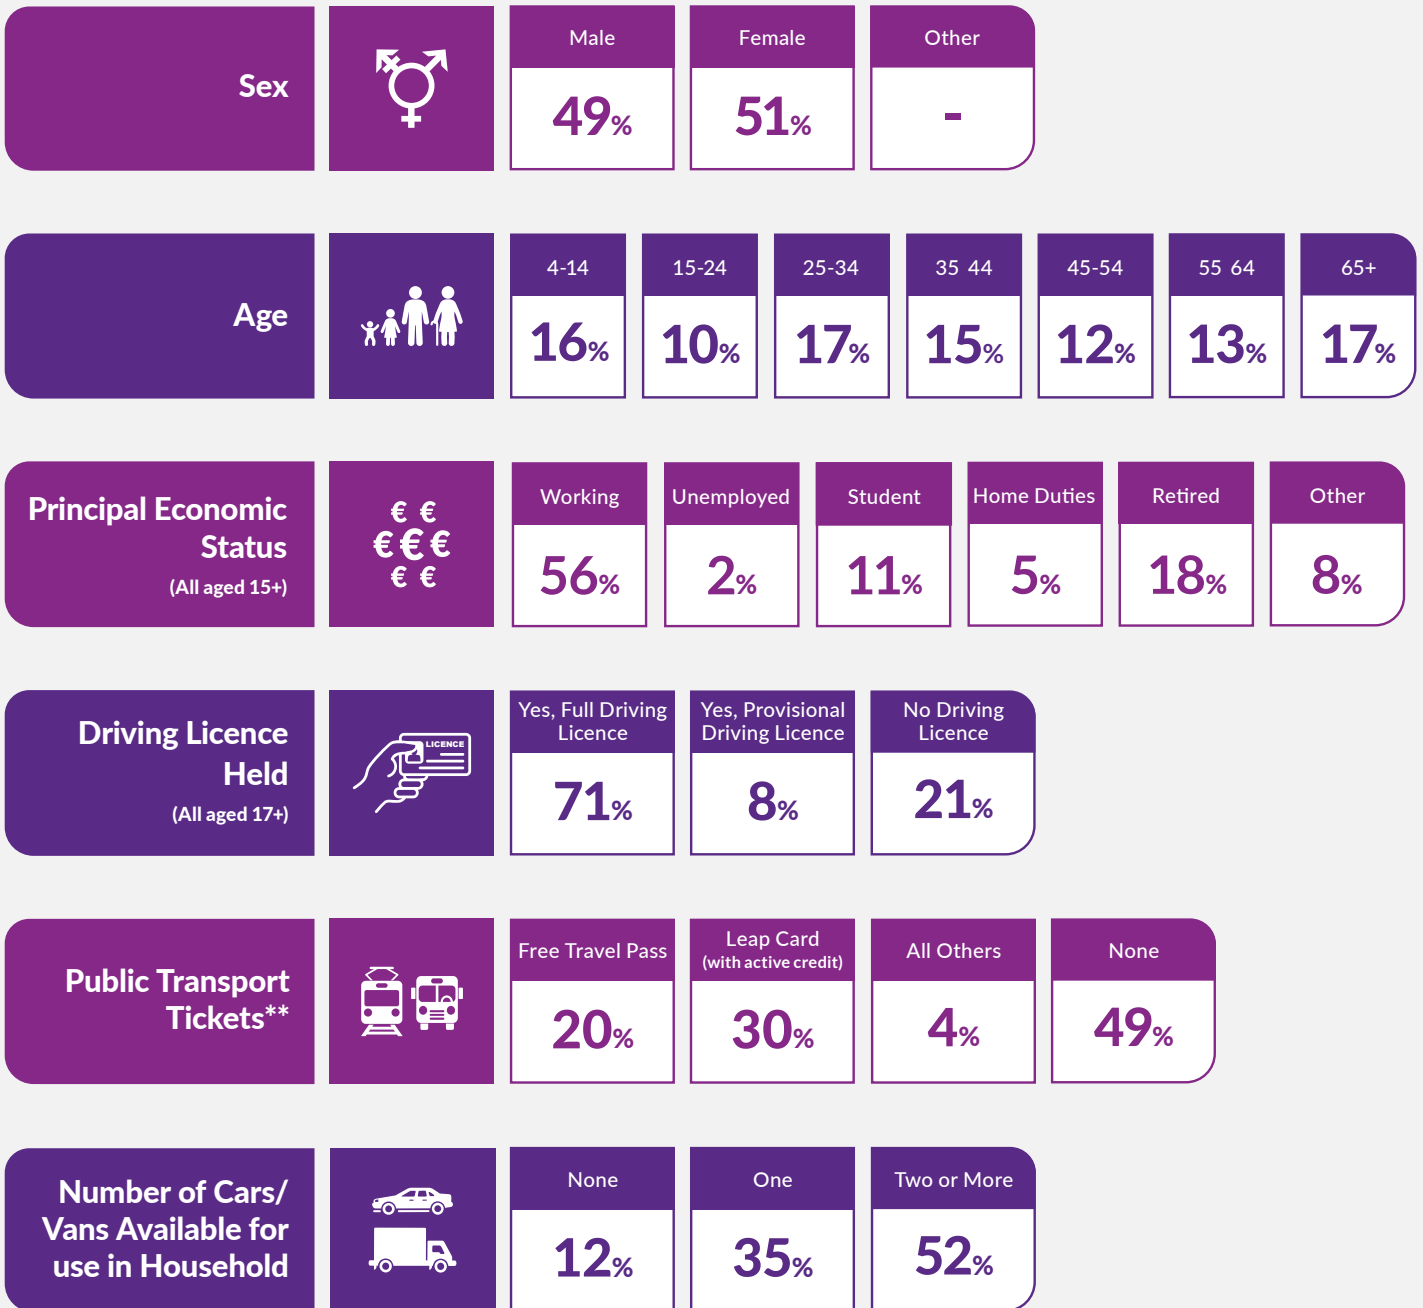 Sex
Male
Female
Other
49%
51%
-
Age
4-14
15-24
25-34
35 44
45-54
55 64
65+
16%
10%
17%
15%
12%
13%
17%
Principal Economic
Status
(All aged 15+)
Working
Unemployed
Student
Home Duties
Retired
Other
56%
2%
11%
5%
18%
8%
Driving Licence
Held
(All aged 17+)
LICENCE
Yes, Full Driving
Licence
Yes, Provisional
Driving Licence
No Driving
Licence
71%
8%
21%
Public Transport
Tickets**
Free Travel Pass
Leap Card
(with active credit)
All Others
None
20%
30%
4%
49%
Number of Cars/
Vans Available for
use in Household
None
One
Two or More
12%
35%
52%